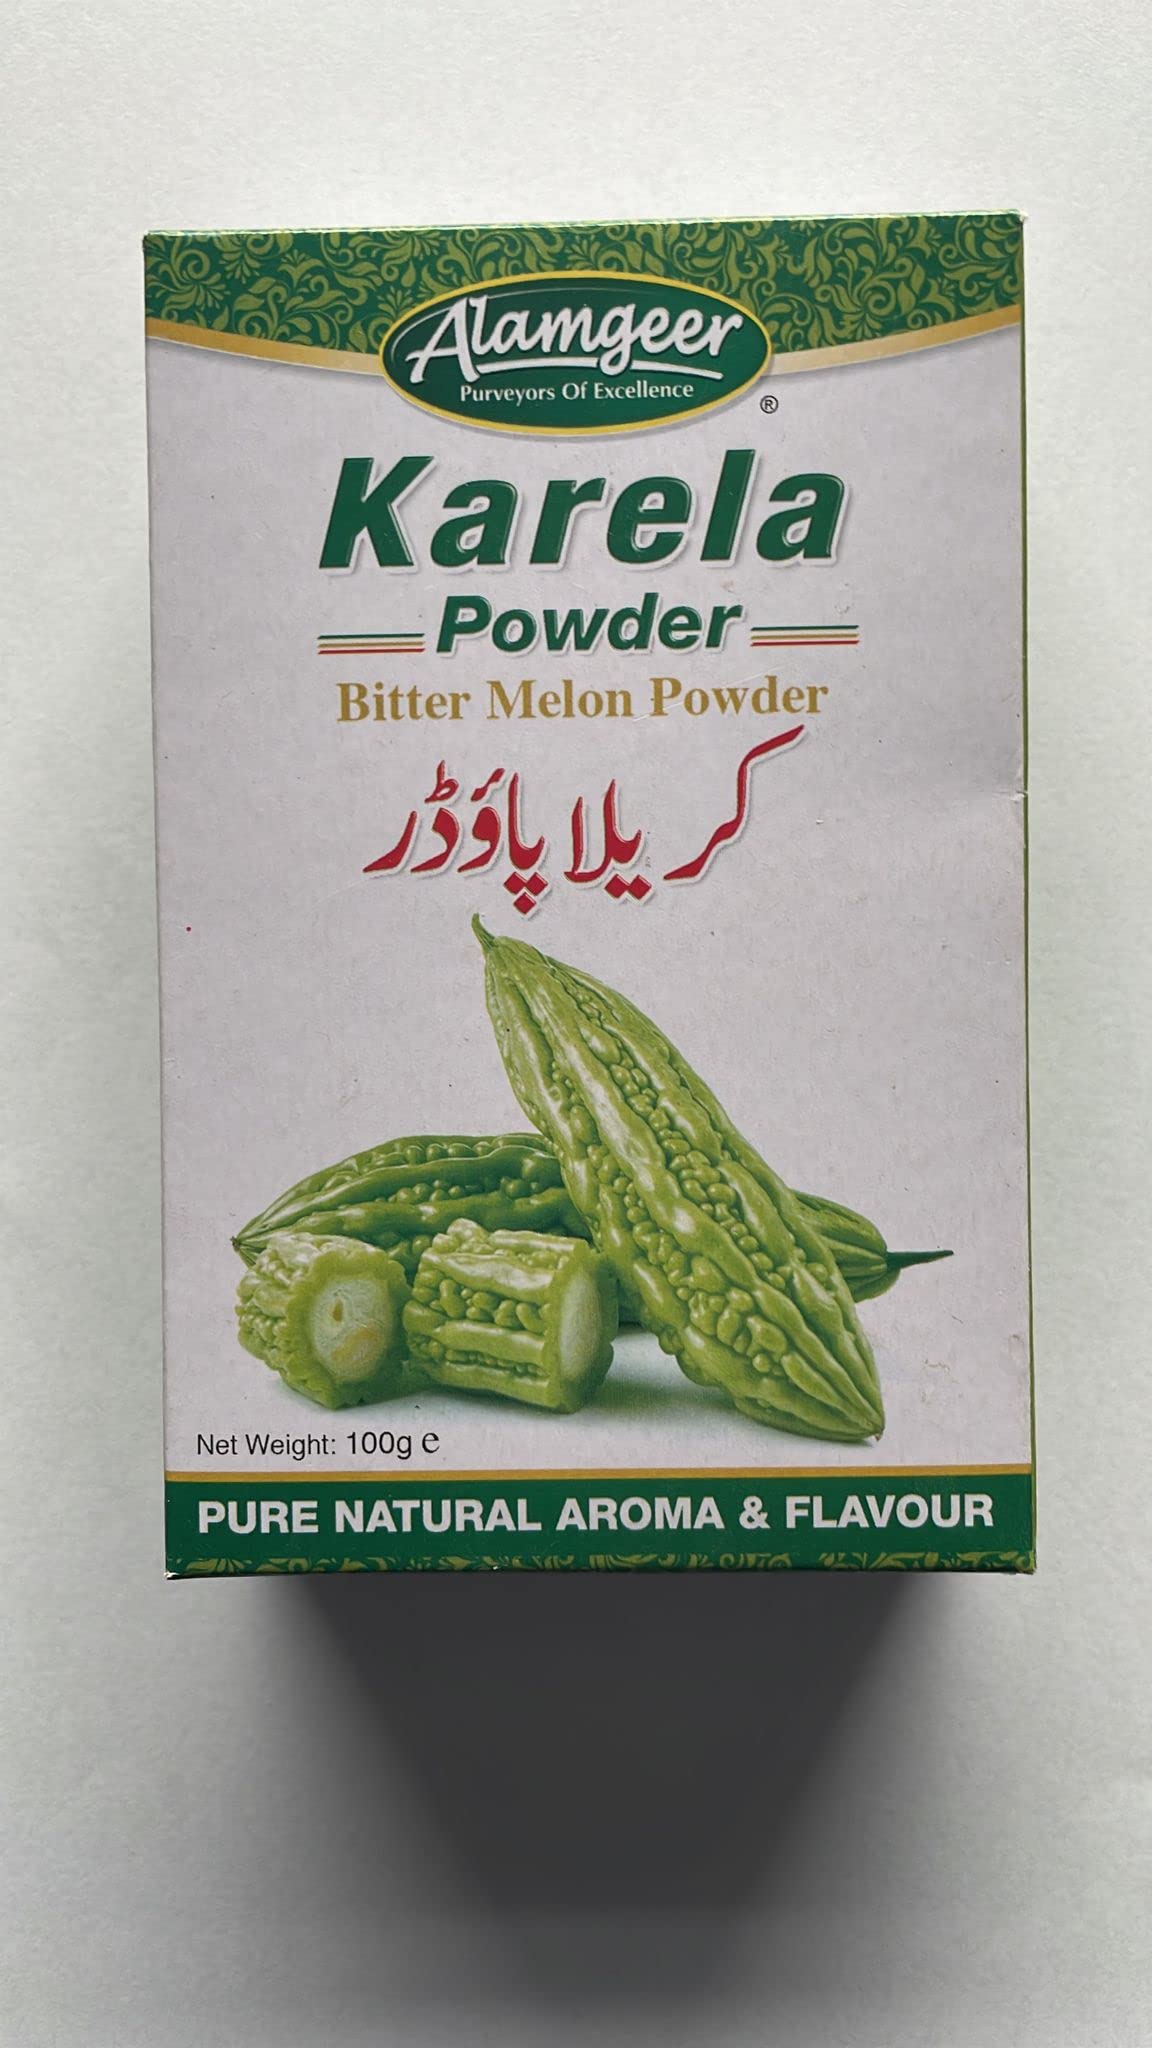 Alamgeer
Purveyors Of Excellence
®
Karela
Powder
Bitter Melon Powder
کریلا پاؤڈر
Net Weight: 100g ℮
PURE NATURAL AROMA & FLAVOUR